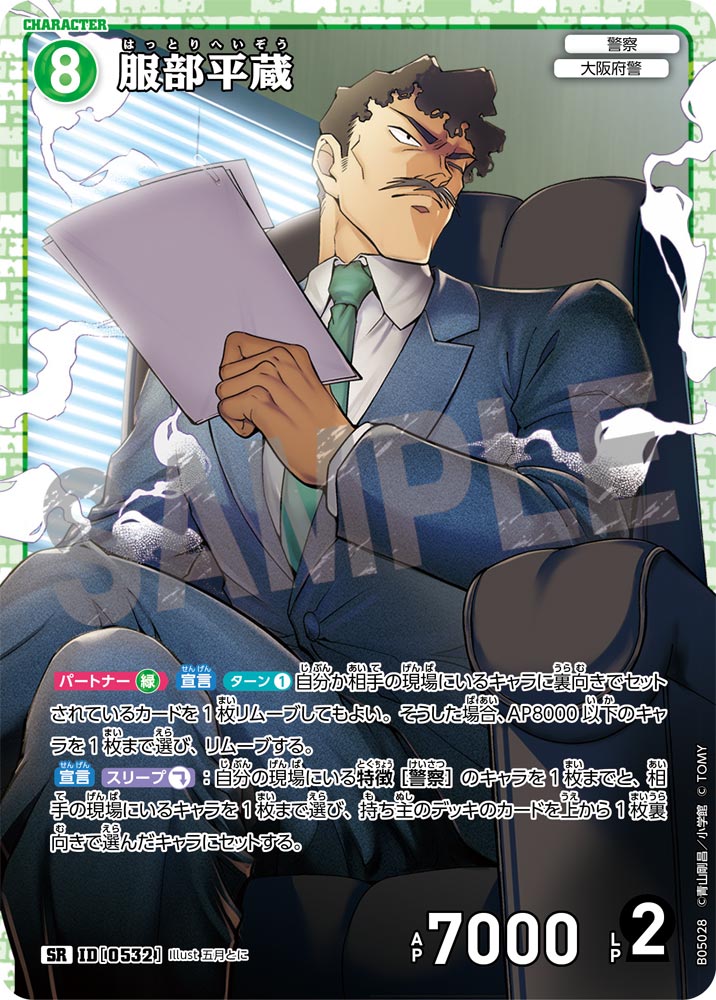 CHARACTER
8
はっとりへいぞう
服部平蔵
警察
大阪府警
SAMPLE
パートナー 緑 宣言 ターン 1 自分か相手の現場にいるキャラに裏向きでセット
されているカードを1枚リムーブしてもよい。そうした場合、AP8000以下のキャ
ラを1枚まで選び、リムーブする。
宣言 スリープ :自分の現場にいる特徴［警察］のキャラを1枚までと、相
手の現場にいるキャラを1枚まで選び、持ち主のデッキのカードを上から1枚裏
向きで選んだキャラにセットする。
AP 7000 LP 2
SR ID[0532] Illust 五月とに
B05028 ©青山剛昌／小学館 © TOMY